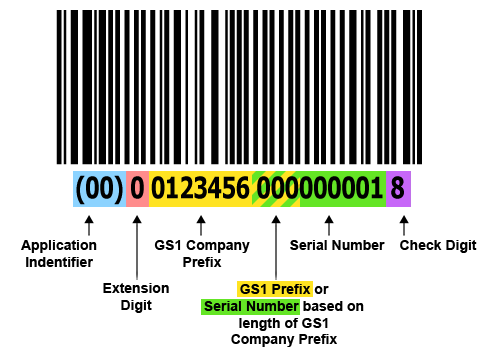 (00) 0 0123456 000000001 8
Application
Indentifier
GS1 Company
Prefix
Serial Number
Check Digit
Extension
Digit
GS1 Prefix or
Serial Number based on
length of GS1
Company Prefix